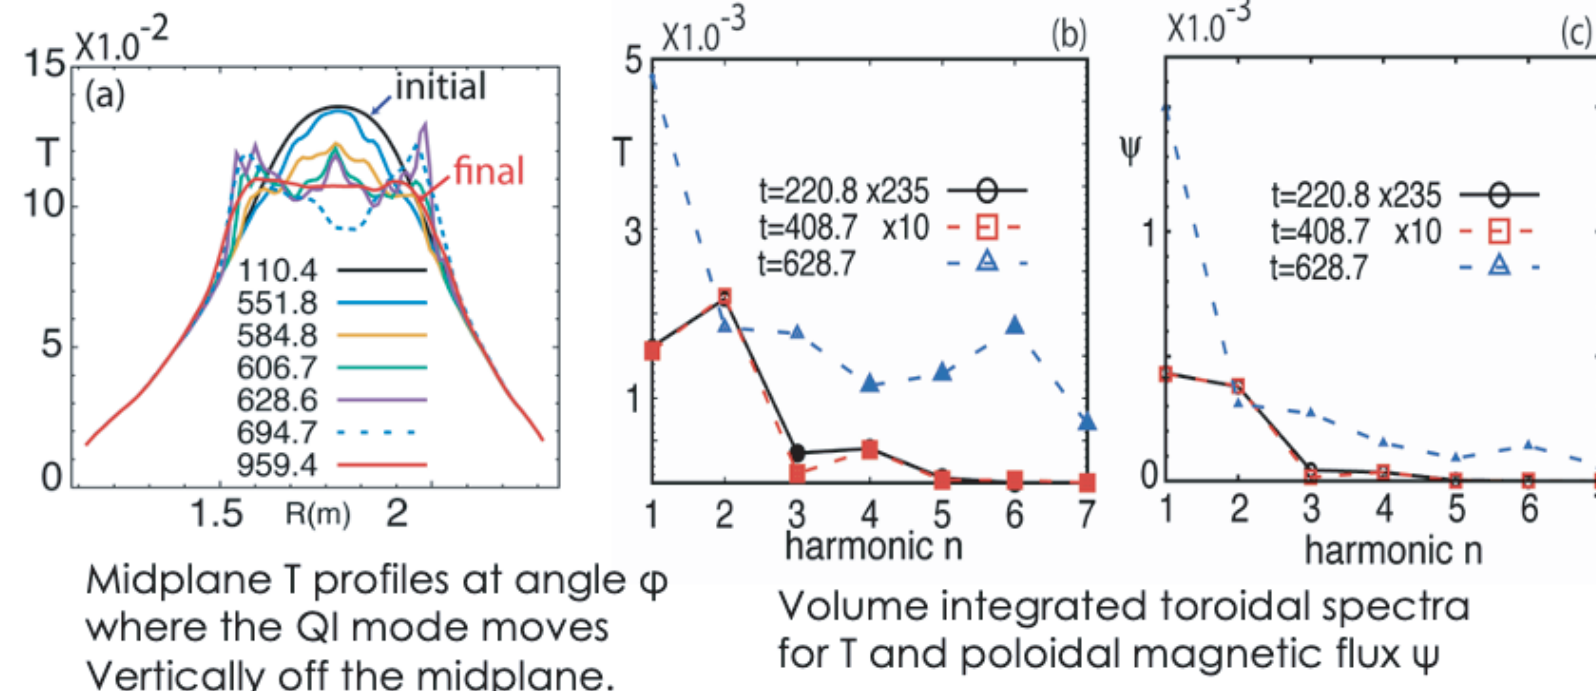 X1.0⁻²
15
(a)
initial
T
final
10
110.4
551.8
5
584.8
606.7
628.6
694.7
959.4
0
1.5 R(m) 2
X1.0⁻³ (b)
5
T
t=220.8 x235
3
t=408.7 x10
t=628.7
1
1 2 3 4 5 6 7
harmonic n
X1.0⁻³ (c)
ψ
t=220.8 x235
1
t=408.7 x10
t=628.7
0
1 2 3 4 5 6
harmonic n
Midplane T profiles at angle φ
where the QI mode moves
Vertically off the midplane.
Volume integrated toroidal spectra
for T and poloidal magnetic flux ψ